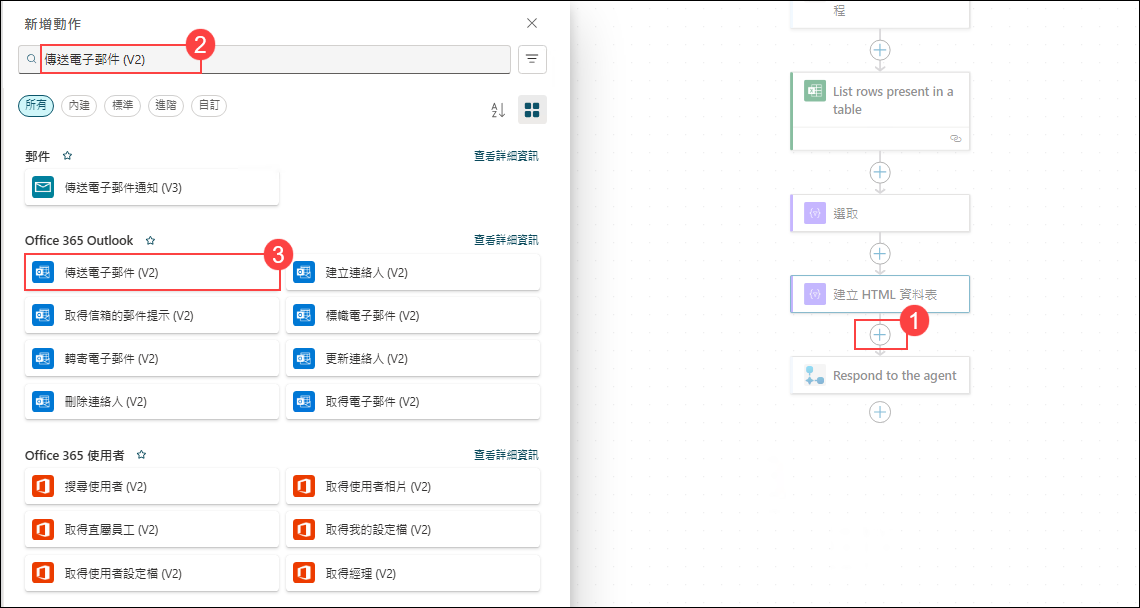 新增動作
傳送電子郵件 (V2)
2
所有
內建
標準
進階
自訂
郵件
查看詳細資訊
傳送電子郵件通知 (V3)
Office 365 Outlook
查看詳細資訊
3
傳送電子郵件 (V2)
建立連絡人 (V2)
取得信箱的郵件提示 (V2)
標幟電子郵件 (V2)
轉寄電子郵件 (V2)
更新連絡人 (V2)
刪除連絡人 (V2)
取得電子郵件 (V2)
Office 365 使用者
查看詳細資訊
搜尋使用者 (V2)
取得使用者相片 (V2)
取得直屬員工 (V2)
取得我的設定檔 (V2)
取得使用者設定檔 (V2)
取得經理 (V2)
程
List rows present in a
table
選取
建立 HTML 資料表
1
Respond to the agent